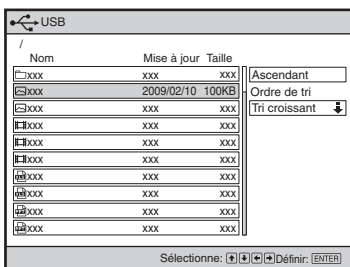 USB
/
Nom Mise à jour Taille
xxx xxx xxx
xxx 2009/02/10 100KB
xxx xxx xxx
xxx xxx xxx
xxx xxx xxx
xxx xxx xxx
xxx xxx xxx
xxx xxx xxx
xxx xxx xxx
xxx xxx xxx
Ascendant
Ordre de tri
Tri croissant
Sélectionne: Définir: ENTER